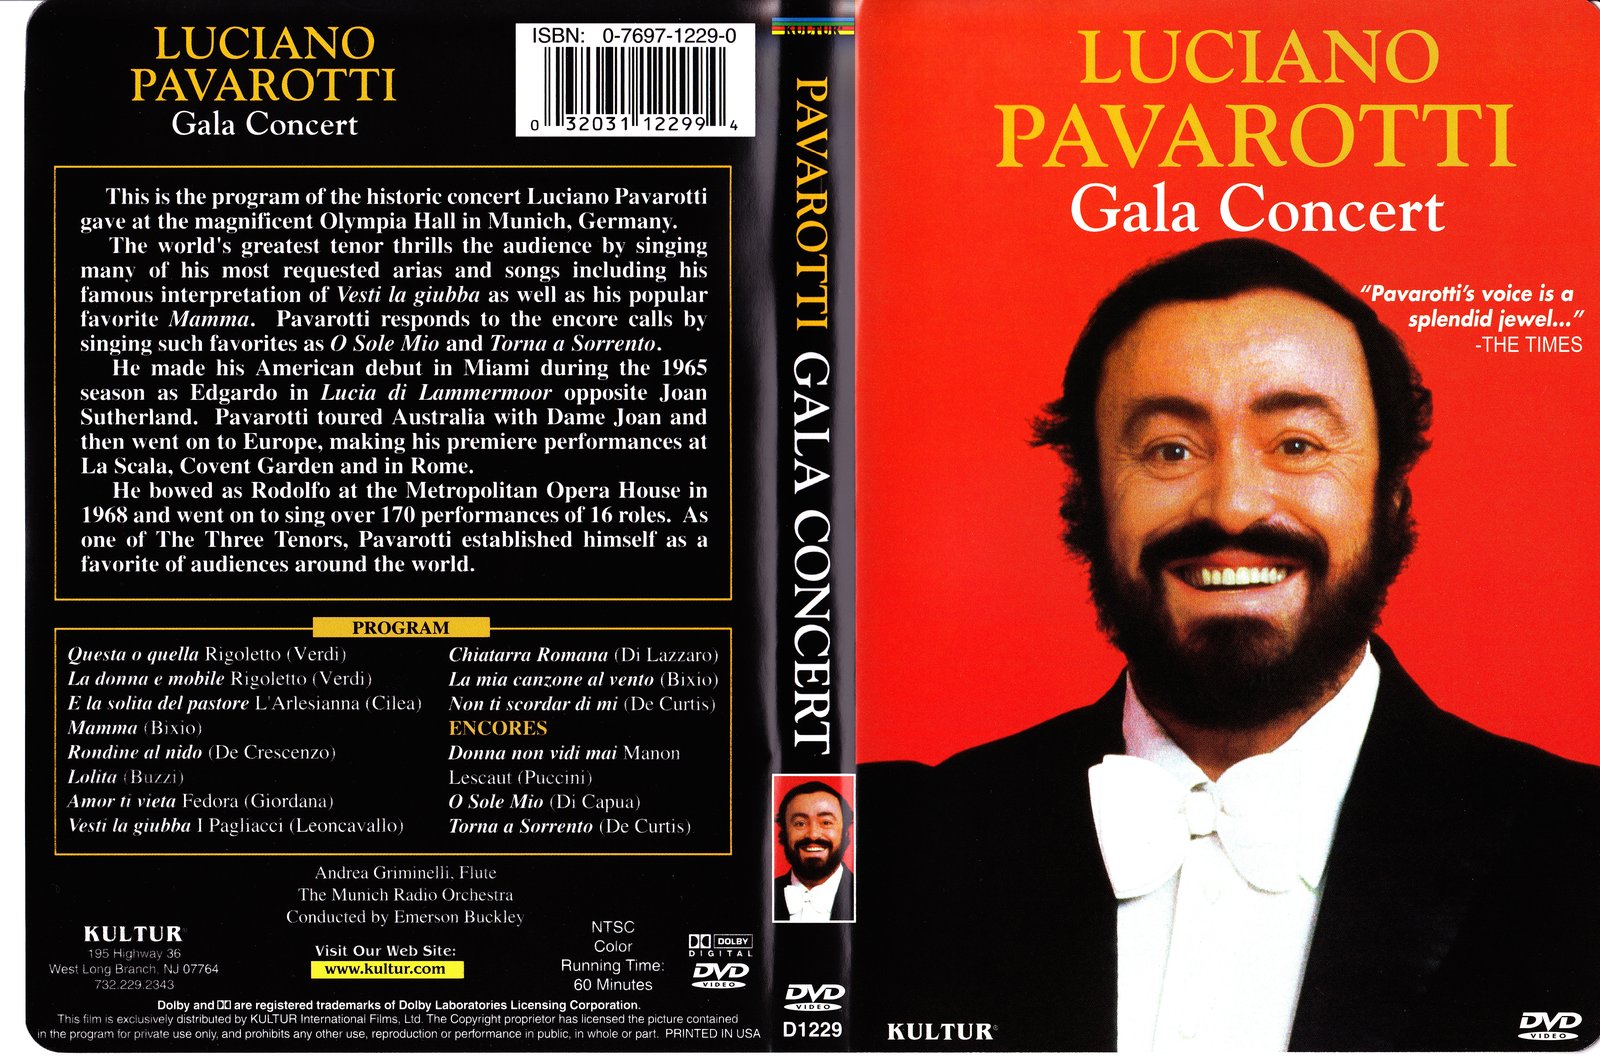 LUCIANO
PAVAROTTI
Gala Concert
ISBN: 0-7697-1229-0
0 32031 12299 4
This is the program of the historic concert Luciano Pavarotti
gave at the magnificent Olympia Hall in Munich, Germany.
The world's greatest tenor thrills the audience by singing
many of his most requested arias and songs including his
famous interpretation of Vesti la giubba as well as his popular
favorite Mamma. Pavarotti responds to the encore calls by
singing such favorites as O Sole Mio and Torna a Sorrento.
He made his American debut in Miami during the 1965
season as Edgardo in Lucia di Lammermoor opposite Joan
Sutherland. Pavarotti toured Australia with Dame Joan and
then went on to Europe, making his premiere performances at
La Scala, Covent Garden and in Rome.
He bowed as Rodolfo at the Metropolitan Opera House in
1968 and went on to sing over 170 performances of 16 roles. As
one of The Three Tenors, Pavarotti established himself as a
favorite of audiences around the world.
PROGRAM
Questa o quella Rigoletto (Verdi)
La donna e mobile Rigoletto (Verdi)
E la solita del pastore L'Arlesianna (Cilea)
Mamma (Bixio)
Rondine al nido (De Crescenzo)
Lolita (Buzzi)
Amor ti vieta Fedora (Giordana)
Vesti la giubba I Pagliacci (Leoncavallo)
Chiatarra Romana (Di Lazzaro)
La mia canzone al vento (Bixio)
Non ti scordar di mi (De Curtis)
ENCORES
Donna non vidi mai Manon
Lescaut (Puccini)
O Sole Mio (Di Capua)
Torna a Sorrento (De Curtis)
Andrea Griminelli, Flute
The Munich Radio Orchestra
Conducted by Emerson Buckley
KULTUR®
195 Highway 36
West Long Branch, NJ 07764
732.229.2343
Visit Our Web Site:
www.kultur.com
NTSC
Color
Running Time:
60 Minutes
DOLBY
DIGITAL
DVD
VIDEO
Dolby and DD are registered trademarks of Dolby Laboratories Licensing Corporation.
This film is exclusively distributed by KULTUR International Films, Ltd. The Copyright proprietor has licensed the picture contained
in the program for private use only, and prohibits any other use, reproduction or performance in public, in whole or part. PRINTED IN USA
KULTUR
PAVAROTTI GALA CONCERT
DVD
VIDEO
D1229
LUCIANO
PAVAROTTI
Gala Concert
"Pavarotti's voice is a
splendid jewel..."
-THE TIMES
KULTUR®
DVD
VIDEO